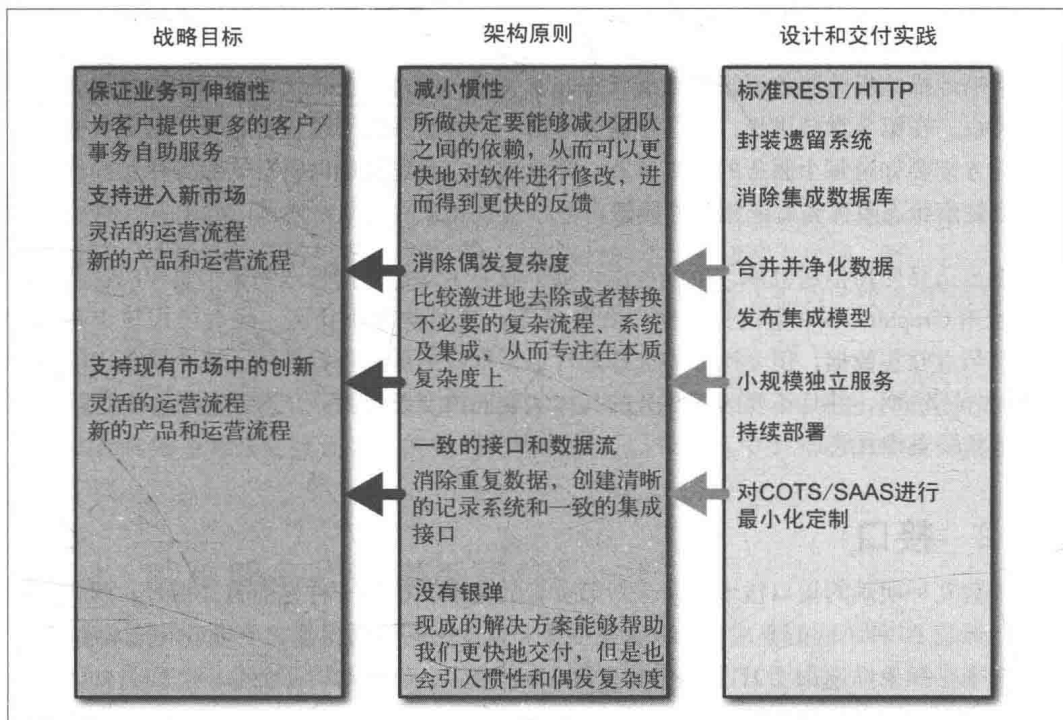 战略目标
保证业务可伸缩性
为客户提供更多的客户/
事务自助服务
支持进入新市场
灵活的运营流程
新的产品和运营流程
支持现有市场中的创新
灵活的运营流程
新的产品和运营流程
架构原则
减小惯性
所做决定要能够减少团队
之间的依赖，从而可以更
快地对软件进行修改，进
而得到更快的反馈
消除偶发复杂度
比较激进地去除或者替换
不必要的复杂流程、系统
及集成，从而专注在本质
复杂度上
一致的接口和数据流
消除重复数据，创建清晰
的记录系统和一致的集成
接口
没有银弹
现成的解决方案能够帮助
我们更快地交付，但是也
会引入惯性和偶发复杂度
设计和交付实践
标准REST/HTTP
封装遗留系统
消除集成数据库
合并并净化数据
发布集成模型
小规模独立服务
持续部署
对COTS/SAAS进行
最小化定制